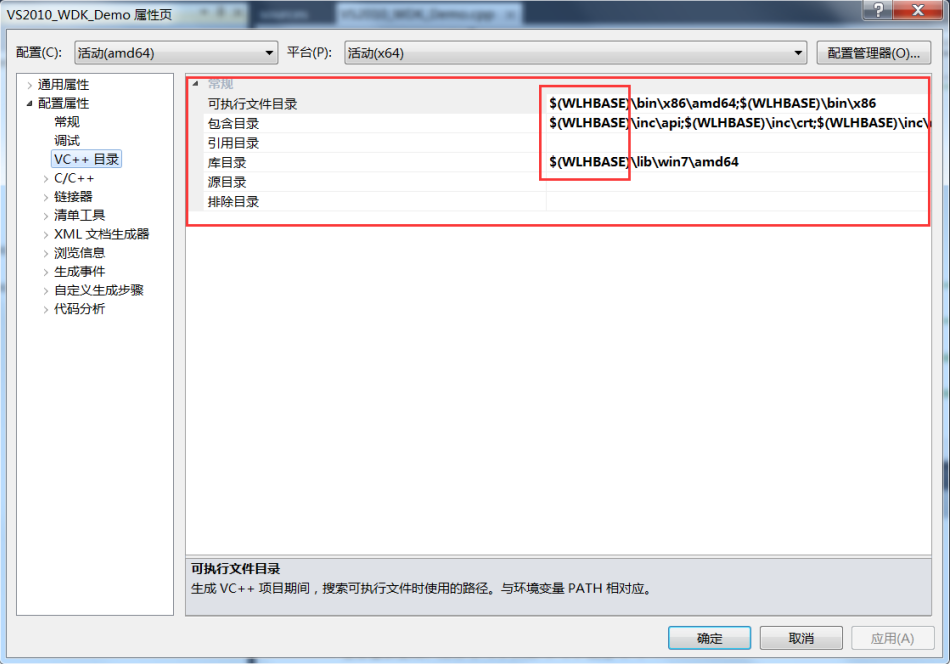 VS2010_WDK_Demo 属性页
VS2010_WDK_Demo.cpp
配置(C): 活动(amd64) 平台(P): 活动(x64) 配置管理器(O)...
通用属性
配置属性
常规
调试
VC++ 目录
C/C++
链接器
清单工具
XML 文档生成器
浏览信息
生成事件
自定义生成步骤
代码分析
常规
可执行文件目录 $(WLHBASE)\bin\x86\amd64;$(WLHBASE)\bin\x86
包含目录 $(WLHBASE)\inc\api;$(WLHBASE)\inc\crt;$(WLHBASE)\inc\
引用目录
库目录 $(WLHBASE)\lib\win7\amd64
源目录
排除目录
可执行文件目录
生成 VC++ 项目期间，搜索可执行文件时使用的路径。与环境变量 PATH 相对应。
确定 取消 应用(A)